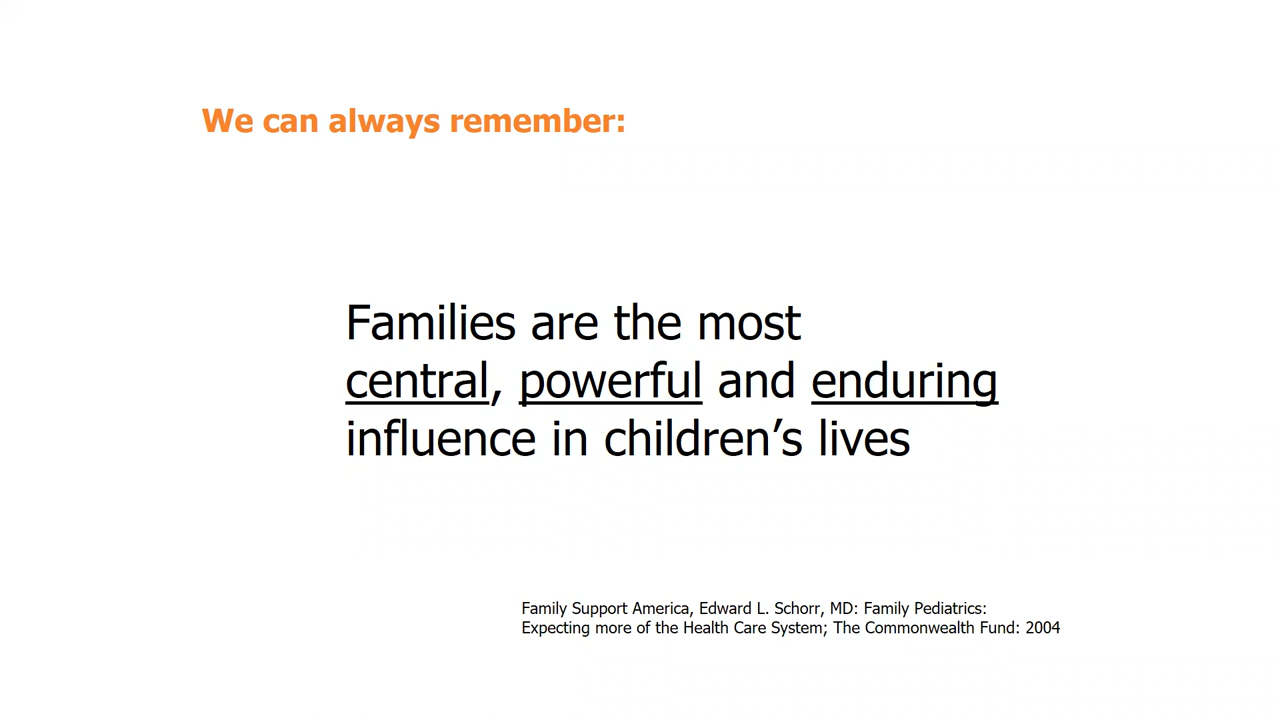 We can always remember:
Families are the most
central, powerful and enduring
influence in children’s lives
Family Support America, Edward L. Schorr, MD: Family Pediatrics:
Expecting more of the Health Care System; The Commonwealth Fund: 2004